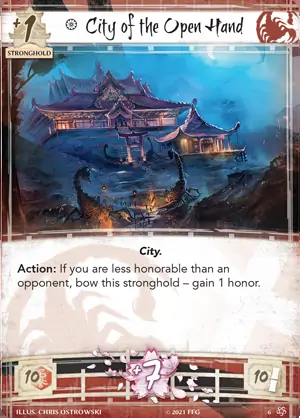 +1
STRONGHOLD
City of the Open Hand
City.
Action: If you are less honorable than an
opponent, bow this stronghold – gain 1 honor.
10 +7 10
ILLUS. CHRIS OSTROWSKI © 2021 FFG 6